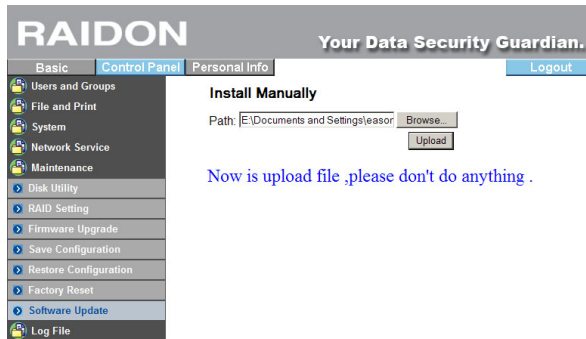 RAIDON
Your Data Security Guardian.
Basic Control Panel Personal Info Logout
Users and Groups
File and Print
System
Network Service
Maintenance
Disk Utility
RAID Setting
Firmware Upgrade
Save Configuration
Restore Configuration
Factory Reset
Software Update
Log File
Install Manually
Path: E:\Documents and Settings\easor Browse...
Upload
Now is upload file ,please don't do anything .